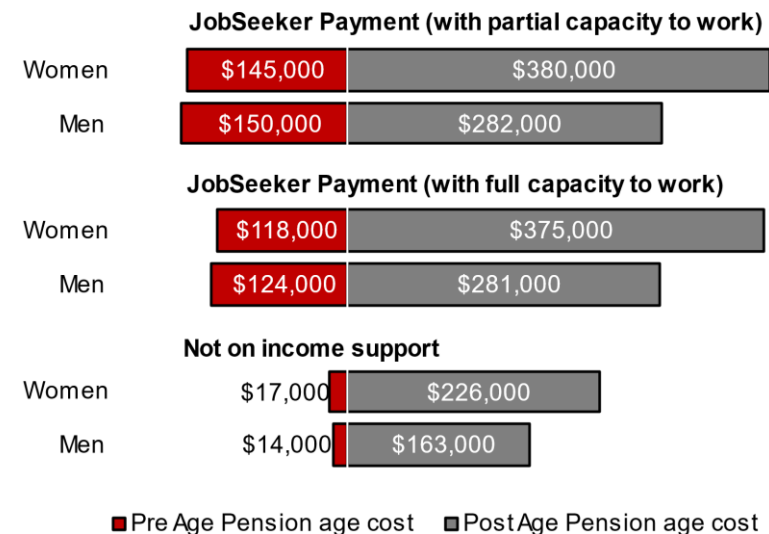 JobSeeker Payment (with partial capacity to work)
Women $145,000 $380,000
Men $150,000 $282,000
JobSeeker Payment (with full capacity to work)
Women $118,000 $375,000
Men $124,000 $281,000
Not on income support
Women $17,000 $226,000
Men $14,000 $163,000
Pre Age Pension age cost Post Age Pension age cost